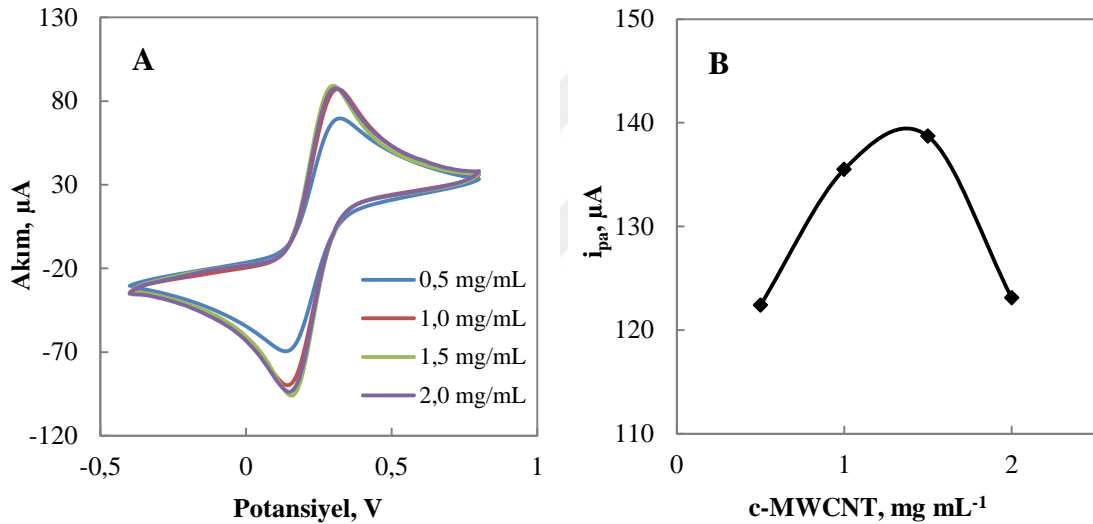 A
130
80
30
-20
-70
-120
-0,5
0
0,5
1
Akım, µA
Potansiyel, V
0,5 mg/mL
1,0 mg/mL
1,5 mg/mL
2,0 mg/mL
B
150
140
130
120
110
0
1
2
i_pa, µA
c-MWCNT, mg mL⁻¹